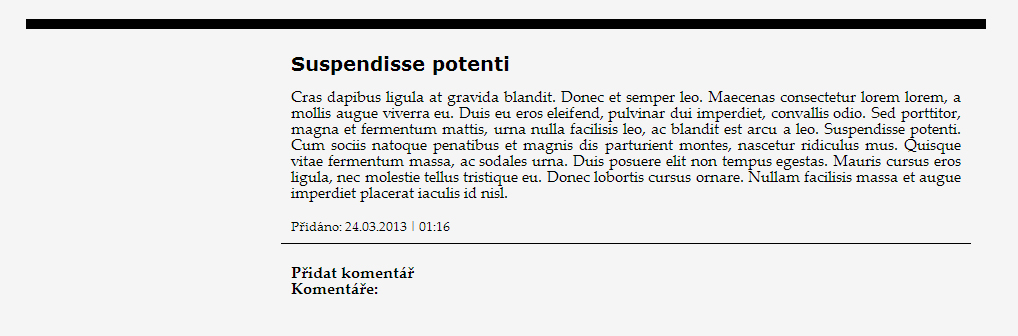 Suspendisse potenti
Cras dapibus ligula at gravida blandit. Donec et semper leo. Maecenas consectetur lorem lorem, a
mollis augue viverra eu. Duis eu eros eleifend, pulvinar dui imperdiet, convallis odio. Sed porttitor,
magna et fermentum mattis, urna nulla facilisis leo, ac blandit est arcu a leo. Suspendisse potenti.
Cum sociis natoque penatibus et magnis dis parturient montes, nascetur ridiculus mus. Quisque
vitae fermentum massa, ac sodales urna. Duis posuere elit non tempus egestas. Mauris cursus eros
ligula, nec molestie tellus tristique eu. Donec lobortis cursus ornare. Nullam facilisis massa et augue
imperdiet placerat iaculis id nisl.
Přidáno: 24.03.2013 | 01:16
Přidat komentář
Komentáře: